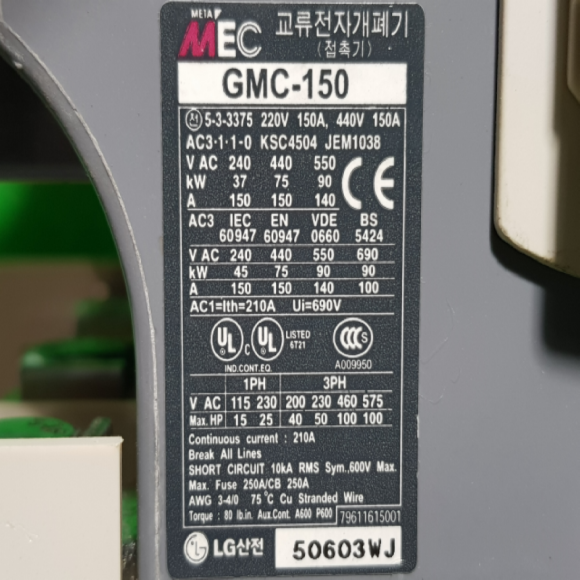 META
MEC 교류전자개폐기
(접촉기)
GMC-150
전 5-3-3375 220V 150A, 440V 150A
AC3·1·1-0 KSC4504 JEM1038
V AC 240 440 550
kW 37 75 90
A 150 150 140
CE
AC3 IEC EN VDE BS
60947 60947 0660 5424
V AC 240 440 550 690
kW 45 75 90 90
A 150 150 140 100
AC1=Ith=210A Ui=690V
UL C UL LISTED 6T21 CCC S
IND.CONT.EQ. A009950
1PH 3PH
V AC 115 230 200 230 460 575
Max. HP 15 25 40 50 100 100
Continuous current : 210A
Break All Lines
SHORT CIRCUIT 10kA RMS Sym.,600V Max.
Max. Fuse 250A/CB 250A
AWG 3-4/0 75°C Cu Stranded Wire
Torque : 80 lb.in. Aux.Cont. A600 P600 79611615001
LG산전 50603WJ